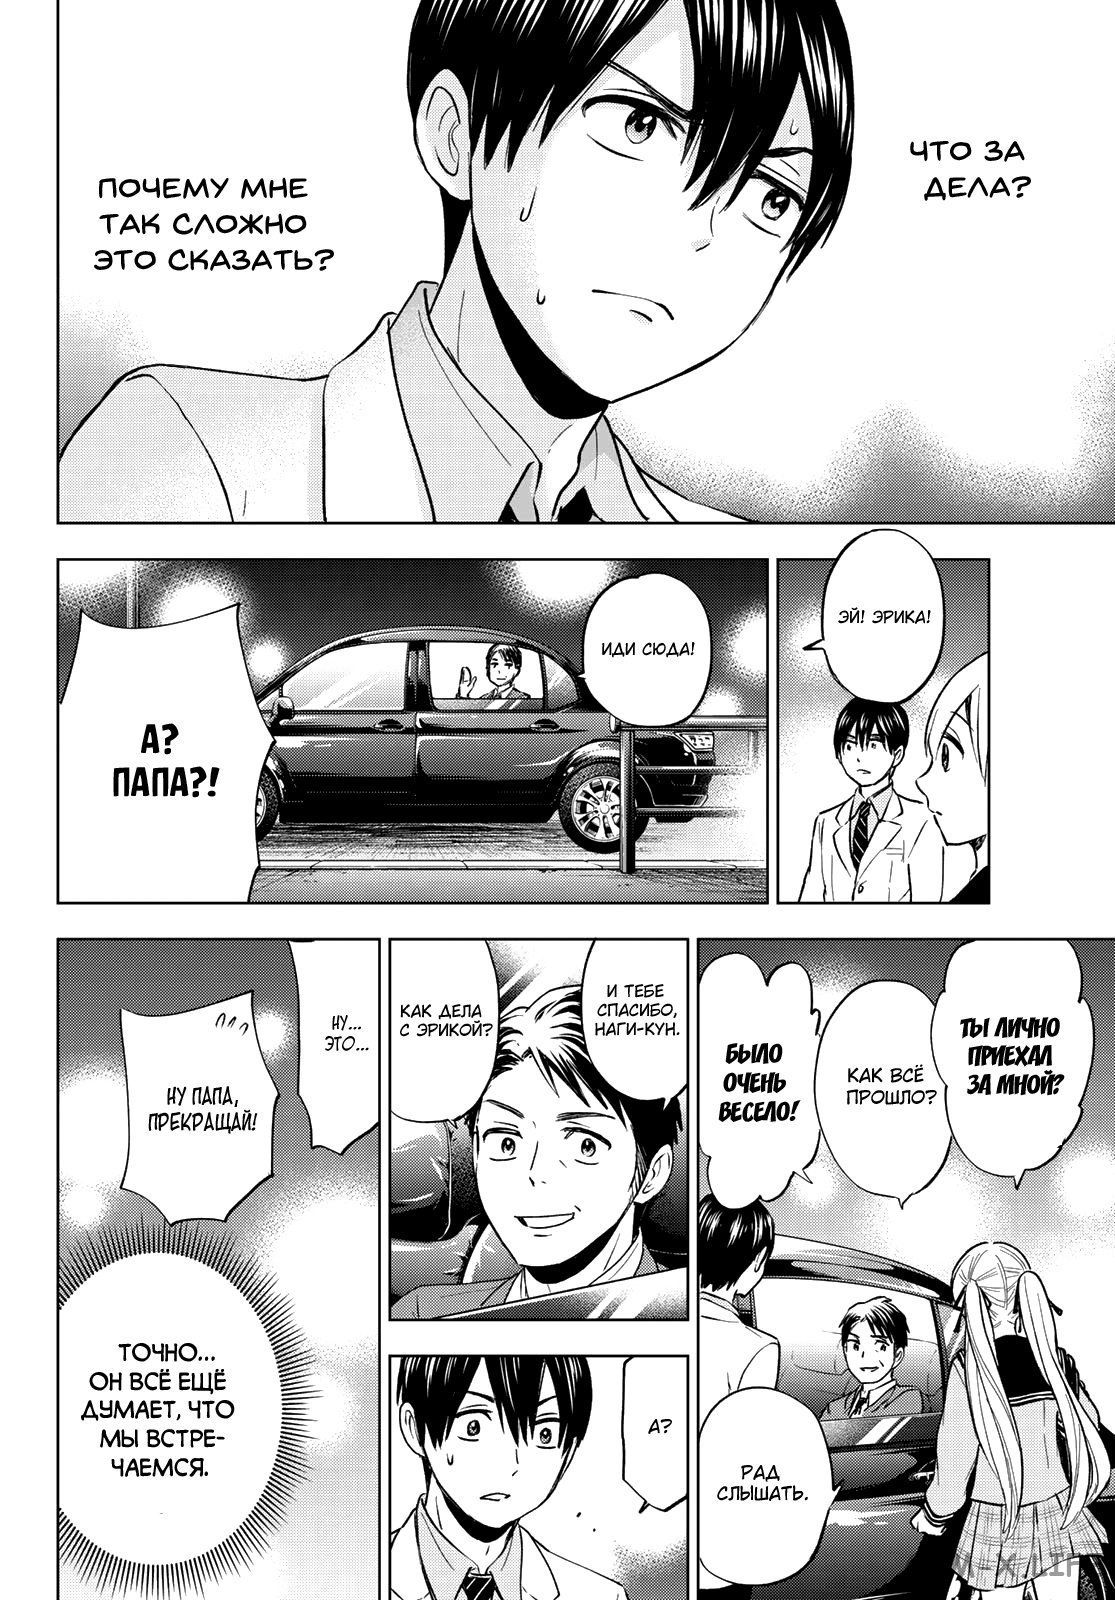 ЧТО ЗА
ДЕЛА?
ПОЧЕМУ МНЕ
ТАК СЛОЖНО
ЭТО СКАЗАТЬ?
ЭЙ! ЭРИКА!
ИДИ СЮДА!
А?
ПАПА?!
ТЫ ЛИЧНО
ПРИЕХАЛ
ЗА МНОЙ?
КАК ВСЁ
ПРОШЛО?
БЫЛО
ОЧЕНЬ
ВЕСЕЛО!
РАД
СЛЫШАТЬ.
И ТЕБЕ
СПАСИБО,
НАГИ-КУН.
КАК ДЕЛА
С ЭРИКОЙ?
А?
НУ...
ЭТО...
НУ ПАПА,
ПРЕКРАЩАЙ!
ТОЧНО...
ОН ВСЁ ЕЩЁ
ДУМАЕТ, ЧТО
МЫ ВСТРЕ-
ЧАЕМСЯ.